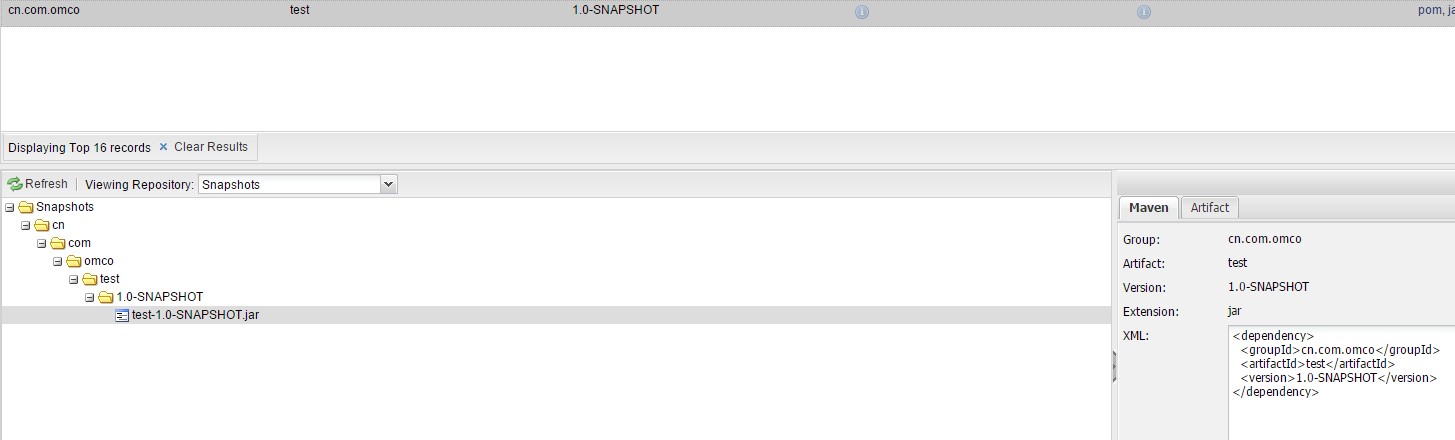 cn.com.omco test 1.0-SNAPSHOT pom, ja
Displaying Top 16 records × Clear Results
Refresh Viewing Repository: Snapshots
Snapshots
cn
com
omco
test
1.0-SNAPSHOT
test-1.0-SNAPSHOT.jar
Maven Artifact
Group: cn.com.omco
Artifact: test
Version: 1.0-SNAPSHOT
Extension: jar
XML: <dependency>
<groupId>cn.com.omco</groupId>
<artifactId>test</artifactId>
<version>1.0-SNAPSHOT</version>
</dependency>